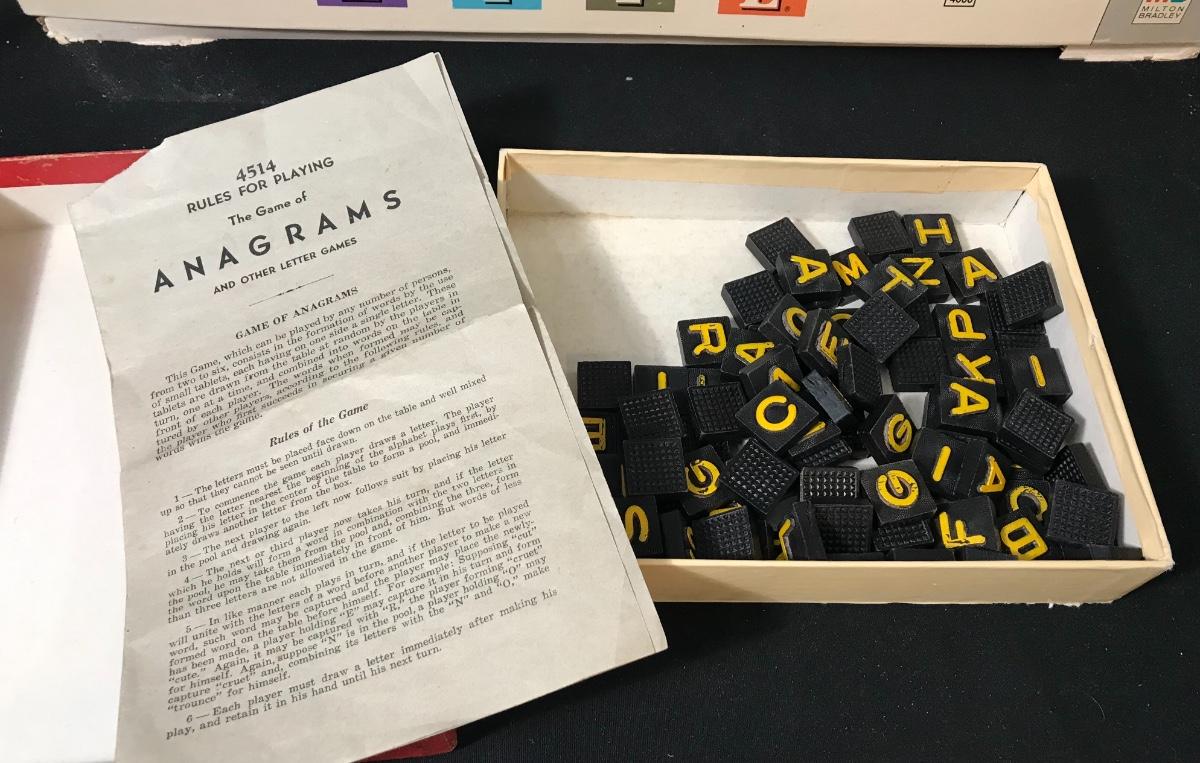 MILTON
BRADLEY
4514
RULES FOR PLAYING
The Game of
ANAGRAMS
AND OTHER LETTER GAMES
GAME OF ANAGRAMS
This Game, which can be played by any number of persons,
from two to six, consists in the formation of words by the use
of small tablets, each having on one side a single letter. These
tablets are drawn from the table at random by the players in
turn, one at a time, and combined into words on the table in
front of each player. The words when formed may be cap-
tured by other players, according to the following rules, and
the player who first succeeds in securing a given number of
words wins the game.
Rules of the Game
1 — The letters must be placed face down on the table and well mixed
up so that they cannot be seen until drawn.
2 — To commence the game each player draws a letter. The player
having the letter nearest the beginning of the alphabet plays first, by
placing his letter in the center of the table to form a pool, and immedi-
ately draws another letter from the box.
3 — The next player to the left now follows suit by placing his letter
in the pool and drawing again.
4 — The next or third player now takes his turn, and if the letter
which he holds will form a word in combination with the two letters in
the pool, he may take them from the pool and, combining the three, form
the word upon the table immediately in front of him. But words of less
than three letters are not allowed in the game.
5 — In like manner each plays in turn, and if the letter to be played
will unite with the letters of a word before another player to make a new
word, such word may be captured and the player may place the newly-
formed word on the table before himself. For example: Supposing "cut"
has been made, a player holding "E" may capture it in his turn and form
"cute." Again, it may be captured with "R," the player forming "cruet"
for himself. Again, suppose "N" is in the pool, a player holding "O" may
capture "cruet" and, combining its letters with the "N" and "O," make
"trounce" for himself.
6 — Each player must draw a letter immediately after making his
play, and retain it in his hand until his next turn.
H
A
M
T
N
A
R
A
P
I
A
C
G
I
A
G
G
C
S
F
B
B